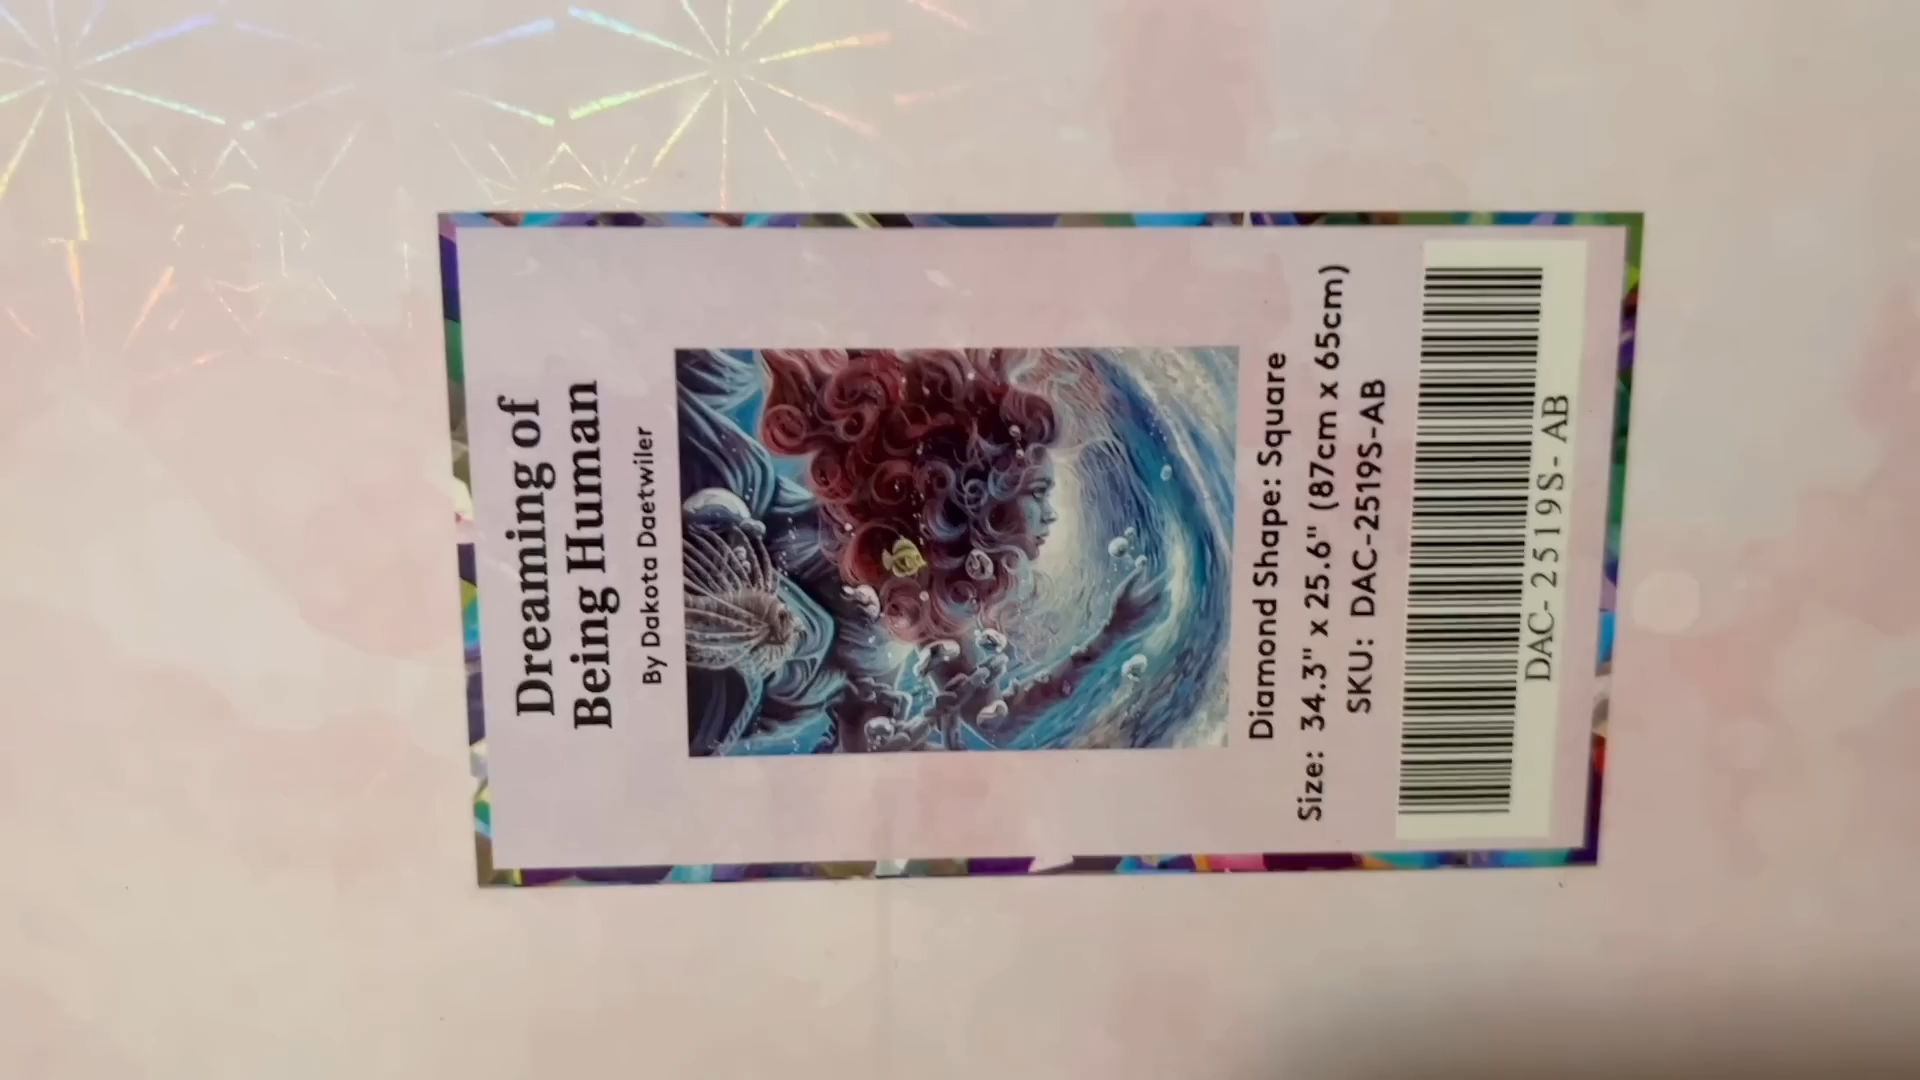 Dreaming of
Being Human
By Dakota Daetwiler
Diamond Shape: Square
Size: 34.3" x 25.6" (87cm x 65cm)
SKU: DAC-2519S-AB
DAC-2519S-AB